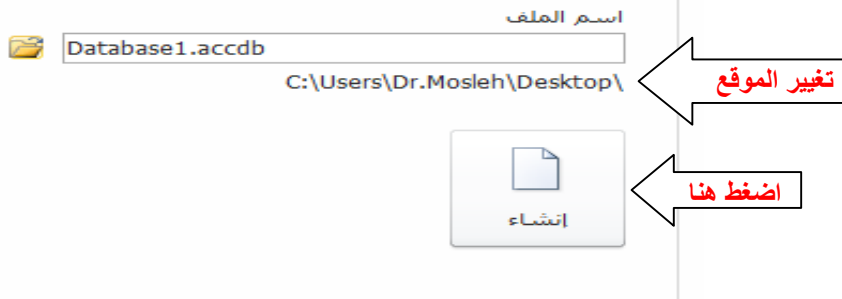 اسم الملف
Database1.accdb
C:\Users\Dr.Mosleh\Desktop\
تغيير الموقع
إنشاء
اضغط هنا